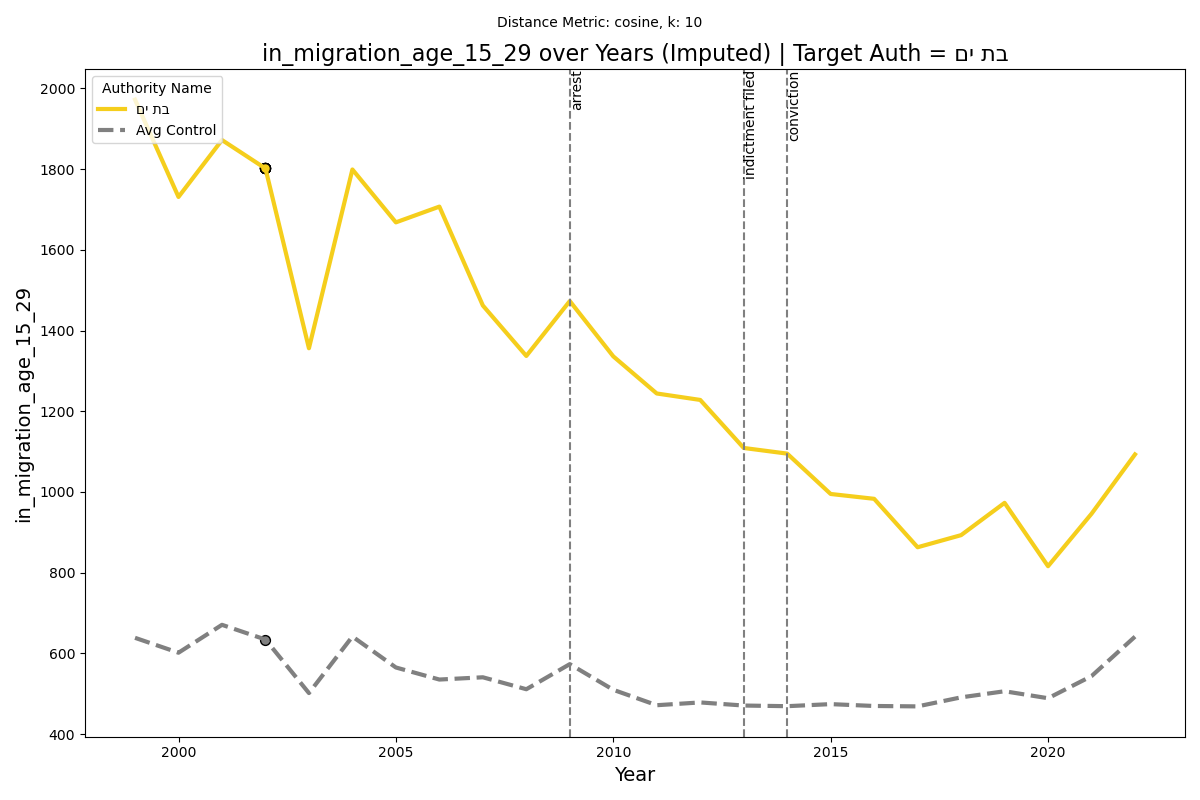 Distance Metric: cosine, k: 10
in_migration_age_15_29 over Years (Imputed) | Target Auth = בת ים
Authority Name
בת ים
Avg Control
arrest
indictment filed
conviction
in_migration_age_15_29
2000
1800
1600
1400
1200
1000
800
600
400
2000
2005
2010
2015
2020
Year